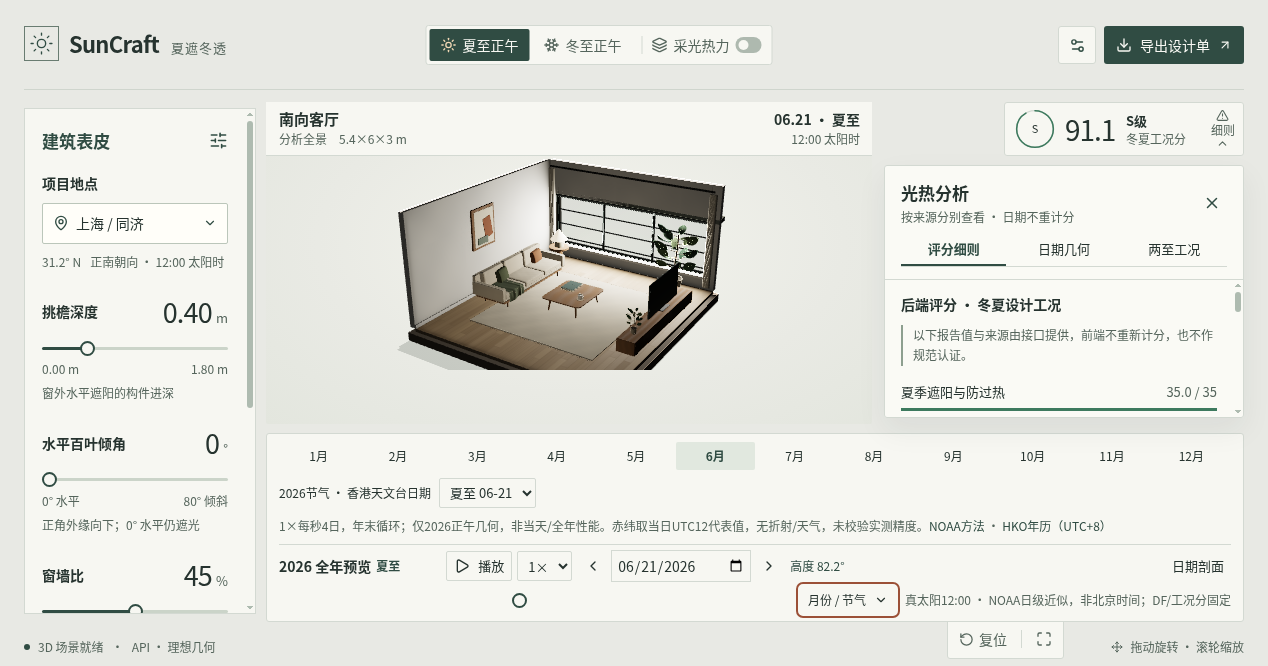 SunCraft 夏遮冬透
夏至正午 冬至正午 采光热力
导出设计单
建筑表皮
项目地点
上海 / 同济
31.2° N 正南朝向 · 12:00 太阳时
挑檐深度 0.40 m
0.00 m 1.80 m
窗外水平遮阳的构件进深
水平百叶倾角 0 °
0° 水平 80° 倾斜
正角外缘向下；0° 水平仍遮光
窗墙比 45 %
南向客厅 06.21 · 夏至
分析全景 5.4×6×3 m 12:00 太阳时
S 91.1 S级
冬夏工况分
细则
光热分析
按来源分别查看 · 日期不重计分
评分细则 日期几何 两至工况
后端评分 · 冬夏设计工况
以下报告值与来源由接口提供，前端不重新计分，也不作
规范认证。
夏季遮阳与防过热 35.0 / 35
1月 2月 3月 4月 5月 6月 7月 8月 9月 10月 11月 12月
2026节气 · 香港天文台日期 夏至 06-21
1×每秒4日，年末循环；仅2026正午几何，非当天/全年性能。赤纬取当日UTC12代表值，无折射/天气，未校验实测精度。NOAA方法 · HKO年历（UTC+8）
2026 全年预览 夏至 播放 1× 06/21/2026 高度 82.2° 日期剖面
月份 / 节气 真太阳12:00 · NOAA日级近似，非北京时间；DF/工况分固定
复位
3D 场景就绪 · API · 理想几何 拖动旋转 · 滚轮缩放